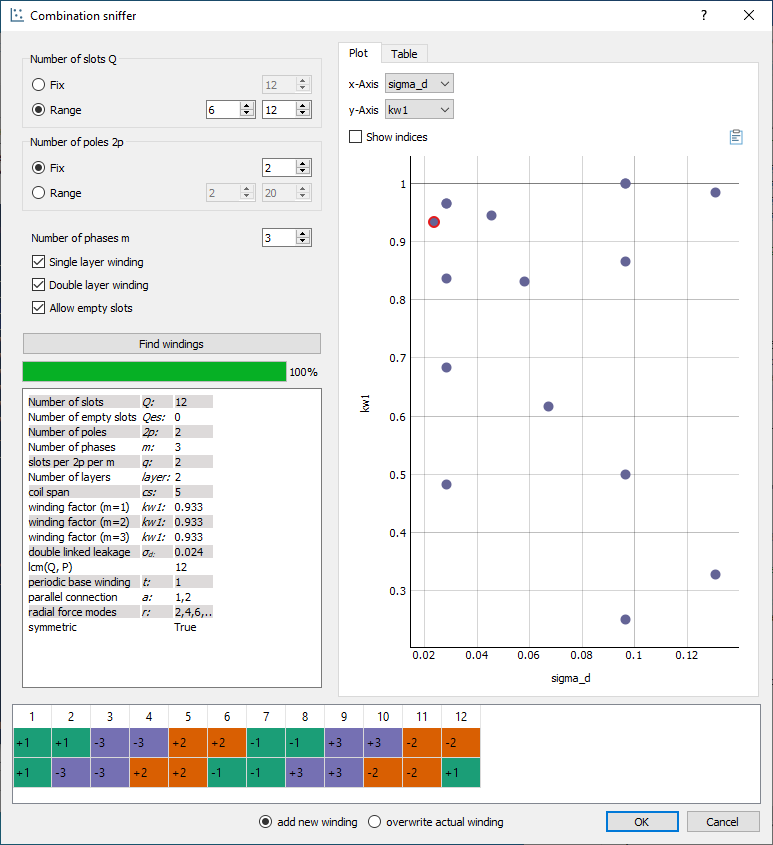 Combination sniffer
?
Number of slots Q
Fix 12
Range 6 12
Number of poles 2p
Fix 2
Range 2 20
Number of phases m 3
Single layer winding
Double layer winding
Allow empty slots
Find windings
100%
Number of slots Q: 12
Number of empty slots Qes: 0
Number of poles 2p: 2
Number of phases m: 3
slots per 2p per m q: 2
Number of layers layer: 2
coil span cs: 5
winding factor (m=1) kw1: 0.933
winding factor (m=2) kw1: 0.933
winding factor (m=3) kw1: 0.933
double linked leakage σd: 0.024
lcm(Q, P) 12
periodic base winding t: 1
parallel connection a: 1,2
radial force modes r: 2,4,6,..
symmetric True
Plot Table
x-Axis sigma_d
y-Axis kw1
Show indices
1
0.9
0.8
0.7
0.6
0.5
0.4
0.3
kw1
0.02 0.04 0.06 0.08 0.1 0.12
sigma_d
1 2 3 4 5 6 7 8 9 10 11 12
+1 +1 -3 -3 +2 +2 -1 -1 +3 +3 -2 -2
+1 -3 -3 +2 +2 -1 -1 +3 +3 -2 -2 +1
add new winding overwrite actual winding
OK Cancel